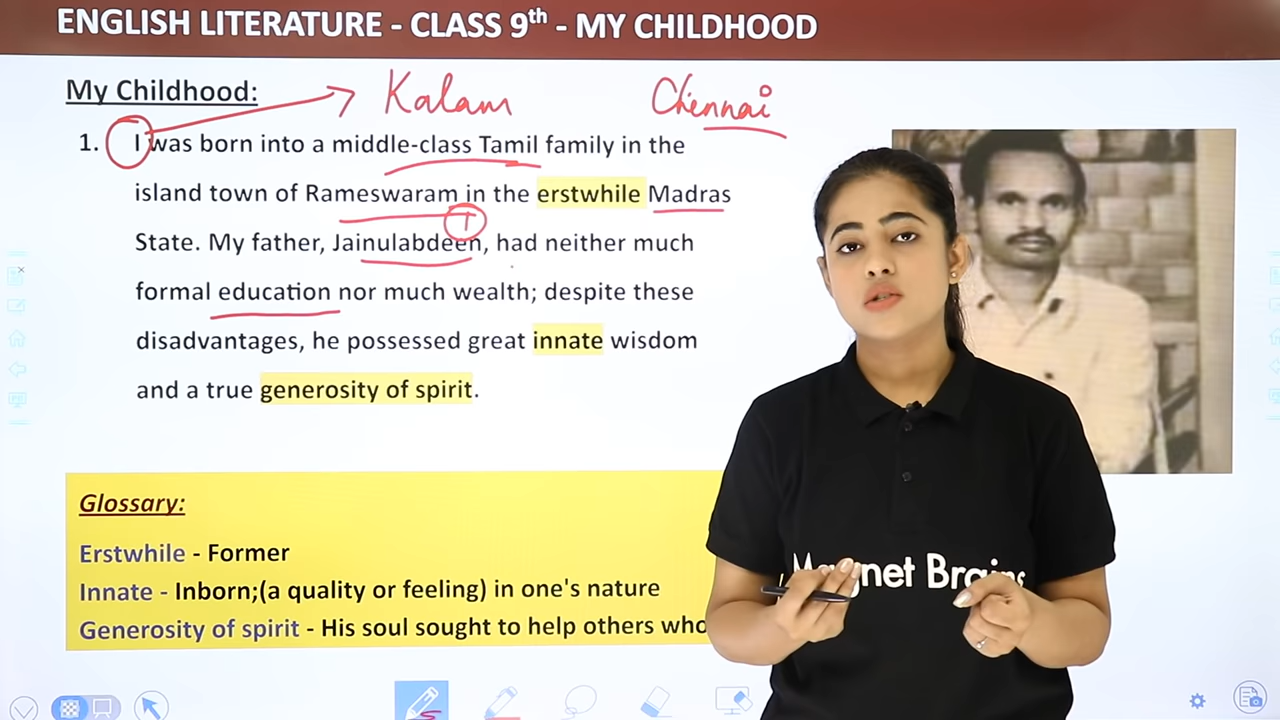 ENGLISH LITERATURE - CLASS 9th - MY CHILDHOOD
My Childhood:
Kalam
Chennai
1. I was born into a middle-class Tamil family in the
island town of Rameswaram in the erstwhile Madras
State. My father, Jainulabdeen, had neither much
formal education nor much wealth; despite these
disadvantages, he possessed great innate wisdom
and a true generosity of spirit.
Glossary:
Erstwhile - Former
Innate - Inborn;(a quality or feeling) in one's nature
Generosity of spirit - His soul sought to help others who
Magnet Brains